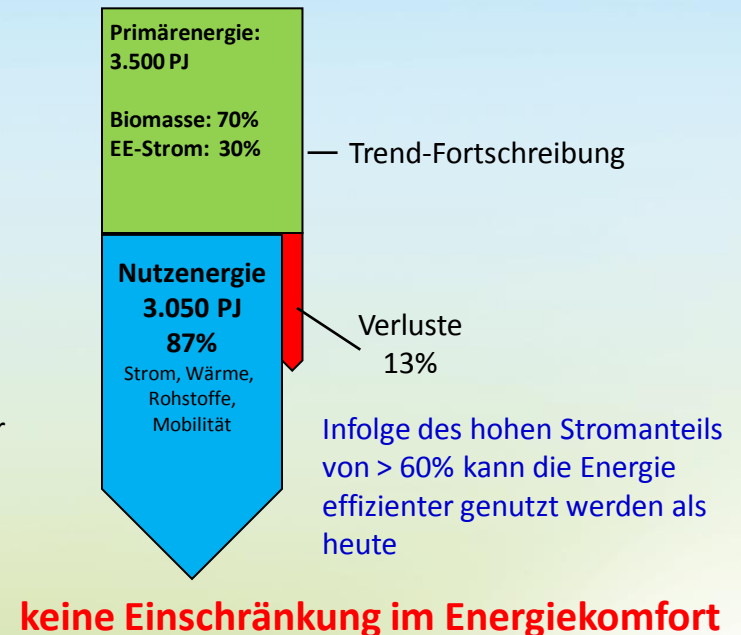 Primärenergie:
3.500 PJ
Biomasse: 70%
EE-Strom: 30%
Trend-Fortschreibung
Nutzenergie
3.050 PJ
87%
Strom, Wärme,
Rohstoffe,
Mobilität
Verluste
13%
r
Infolge des hohen Stromanteils
von > 60% kann die Energie
effizienter genutzt werden als
heute
keine Einschränkung im Energiekomfort